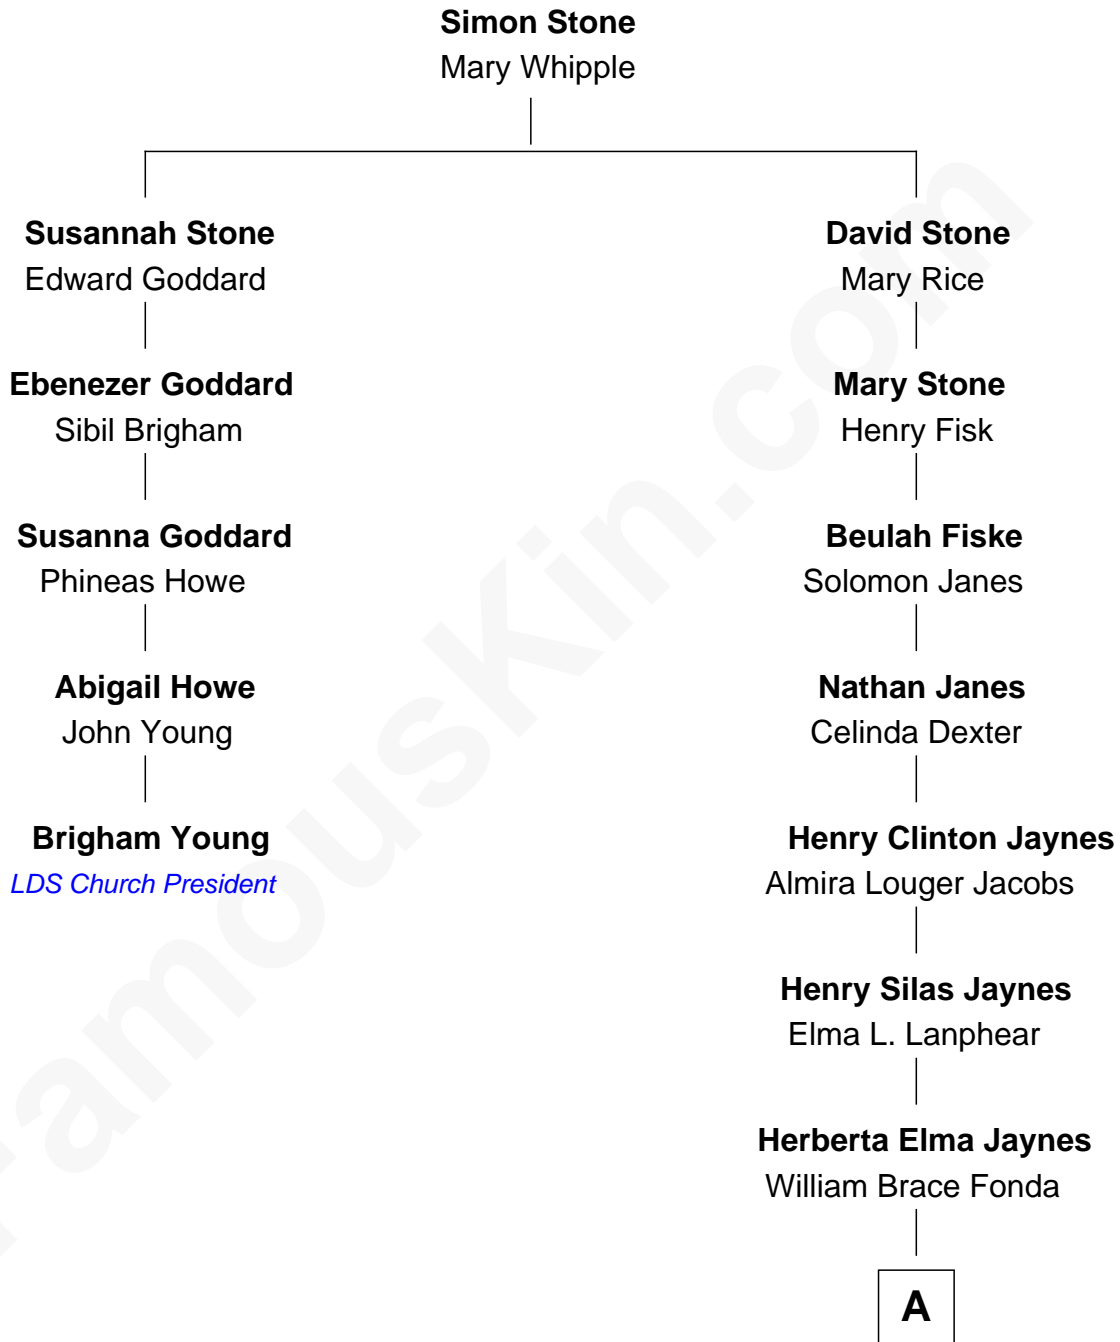 Simon Stone
Mary Whipple
Susannah Stone
Edward Goddard
David Stone
Mary Rice
Ebenezer Goddard
Sibil Brigham
Mary Stone
Henry Fisk
Susanna Goddard
Phineas Howe
Beulah Fiske
Solomon Janes
Abigail Howe
John Young
Nathan Janes
Celinda Dexter
Brigham Young
LDS Church President
Henry Clinton Jaynes
Almira Louger Jacobs
Henry Silas Jaynes
Elma L. Lanphear
Herberta Elma Jaynes
William Brace Fonda
A
FamousKin.com